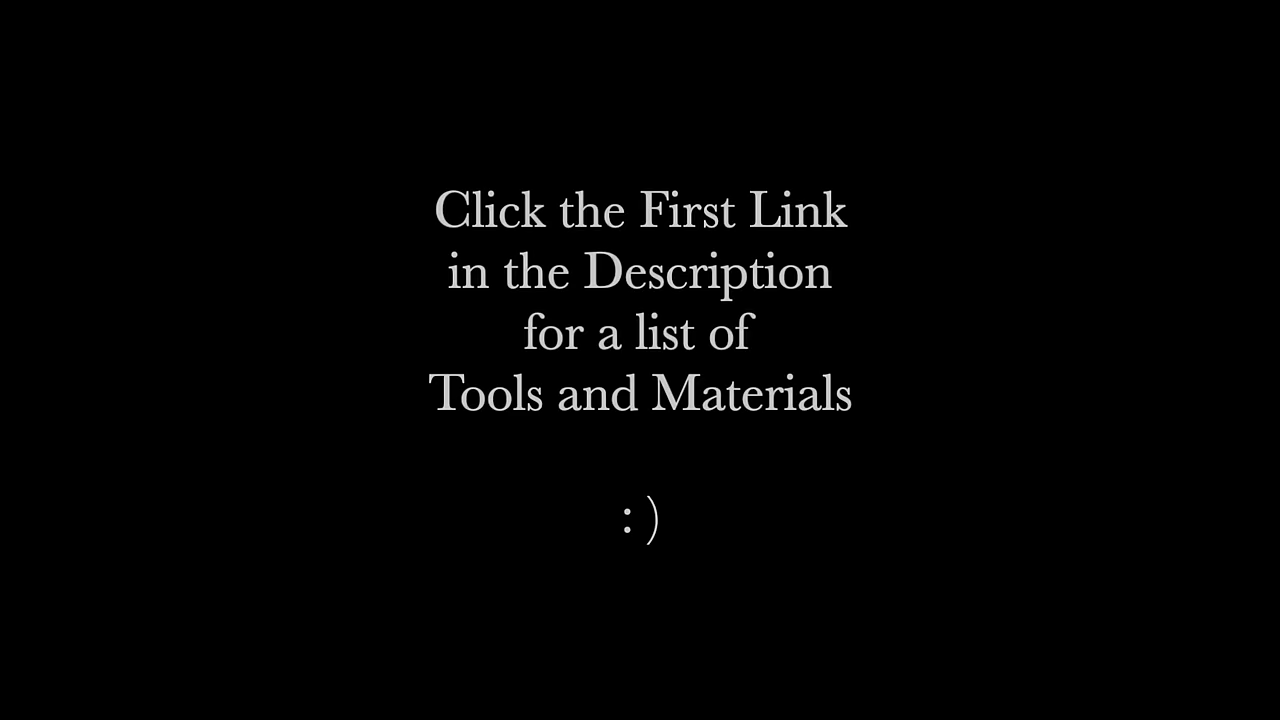 Click the First Link
in the Description
for a list of
Tools and Materials
: )